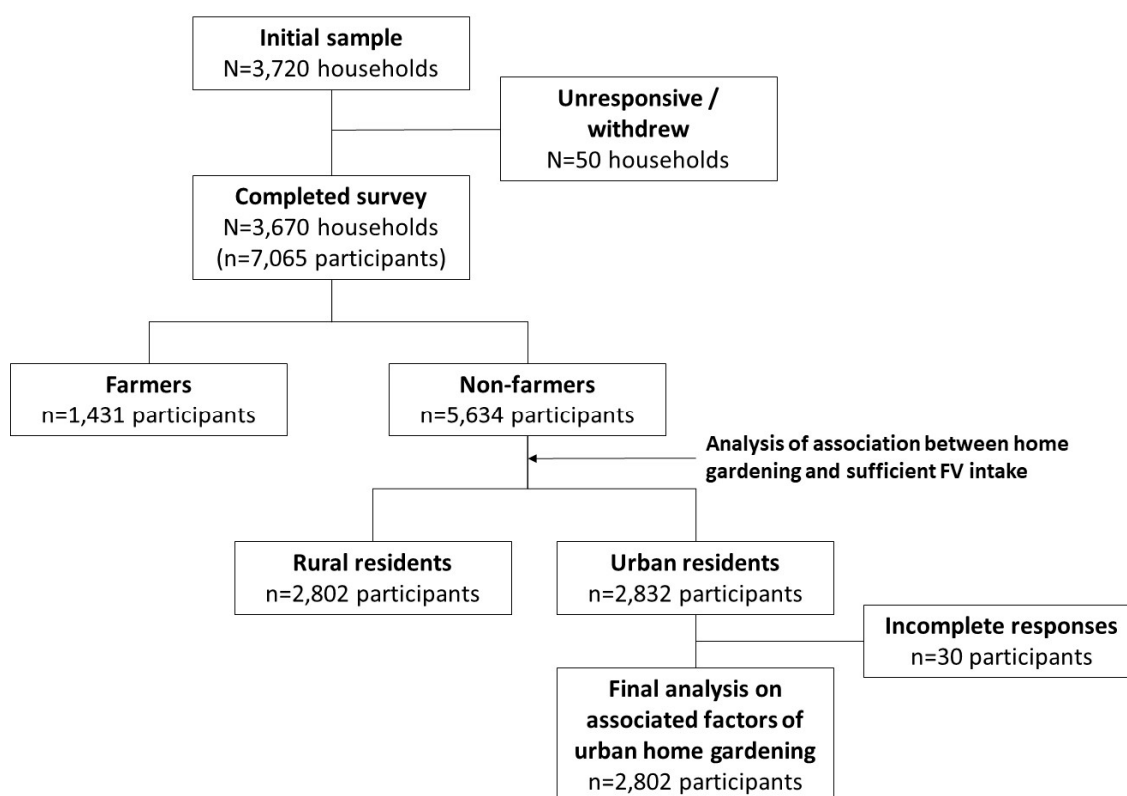 Initial sample
N=3,720 households
Unresponsive /
withdrew
N=50 households
Completed survey
N=3,670 households
(n=7,065 participants)
Farmers
n=1,431 participants
Non-farmers
n=5,634 participants
Analysis of association between home
gardening and sufficient FV intake
Rural residents
n=2,802 participants
Urban residents
n=2,832 participants
Incomplete responses
n=30 participants
Final analysis on
associated factors of
urban home gardening
n=2,802 participants